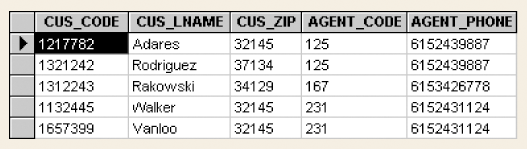 CUS_CODE CUS_LNAME CUS_ZIP AGENT_CODE AGENT_PHONE
1217782 Adares 32145 125 6152439887
1321242 Rodriguez 37134 125 6152439887
1312243 Rakowski 34129 167 6153426778
1132445 Walker 32145 231 6152431124
1657399 Vanloo 32145 231 6152431124